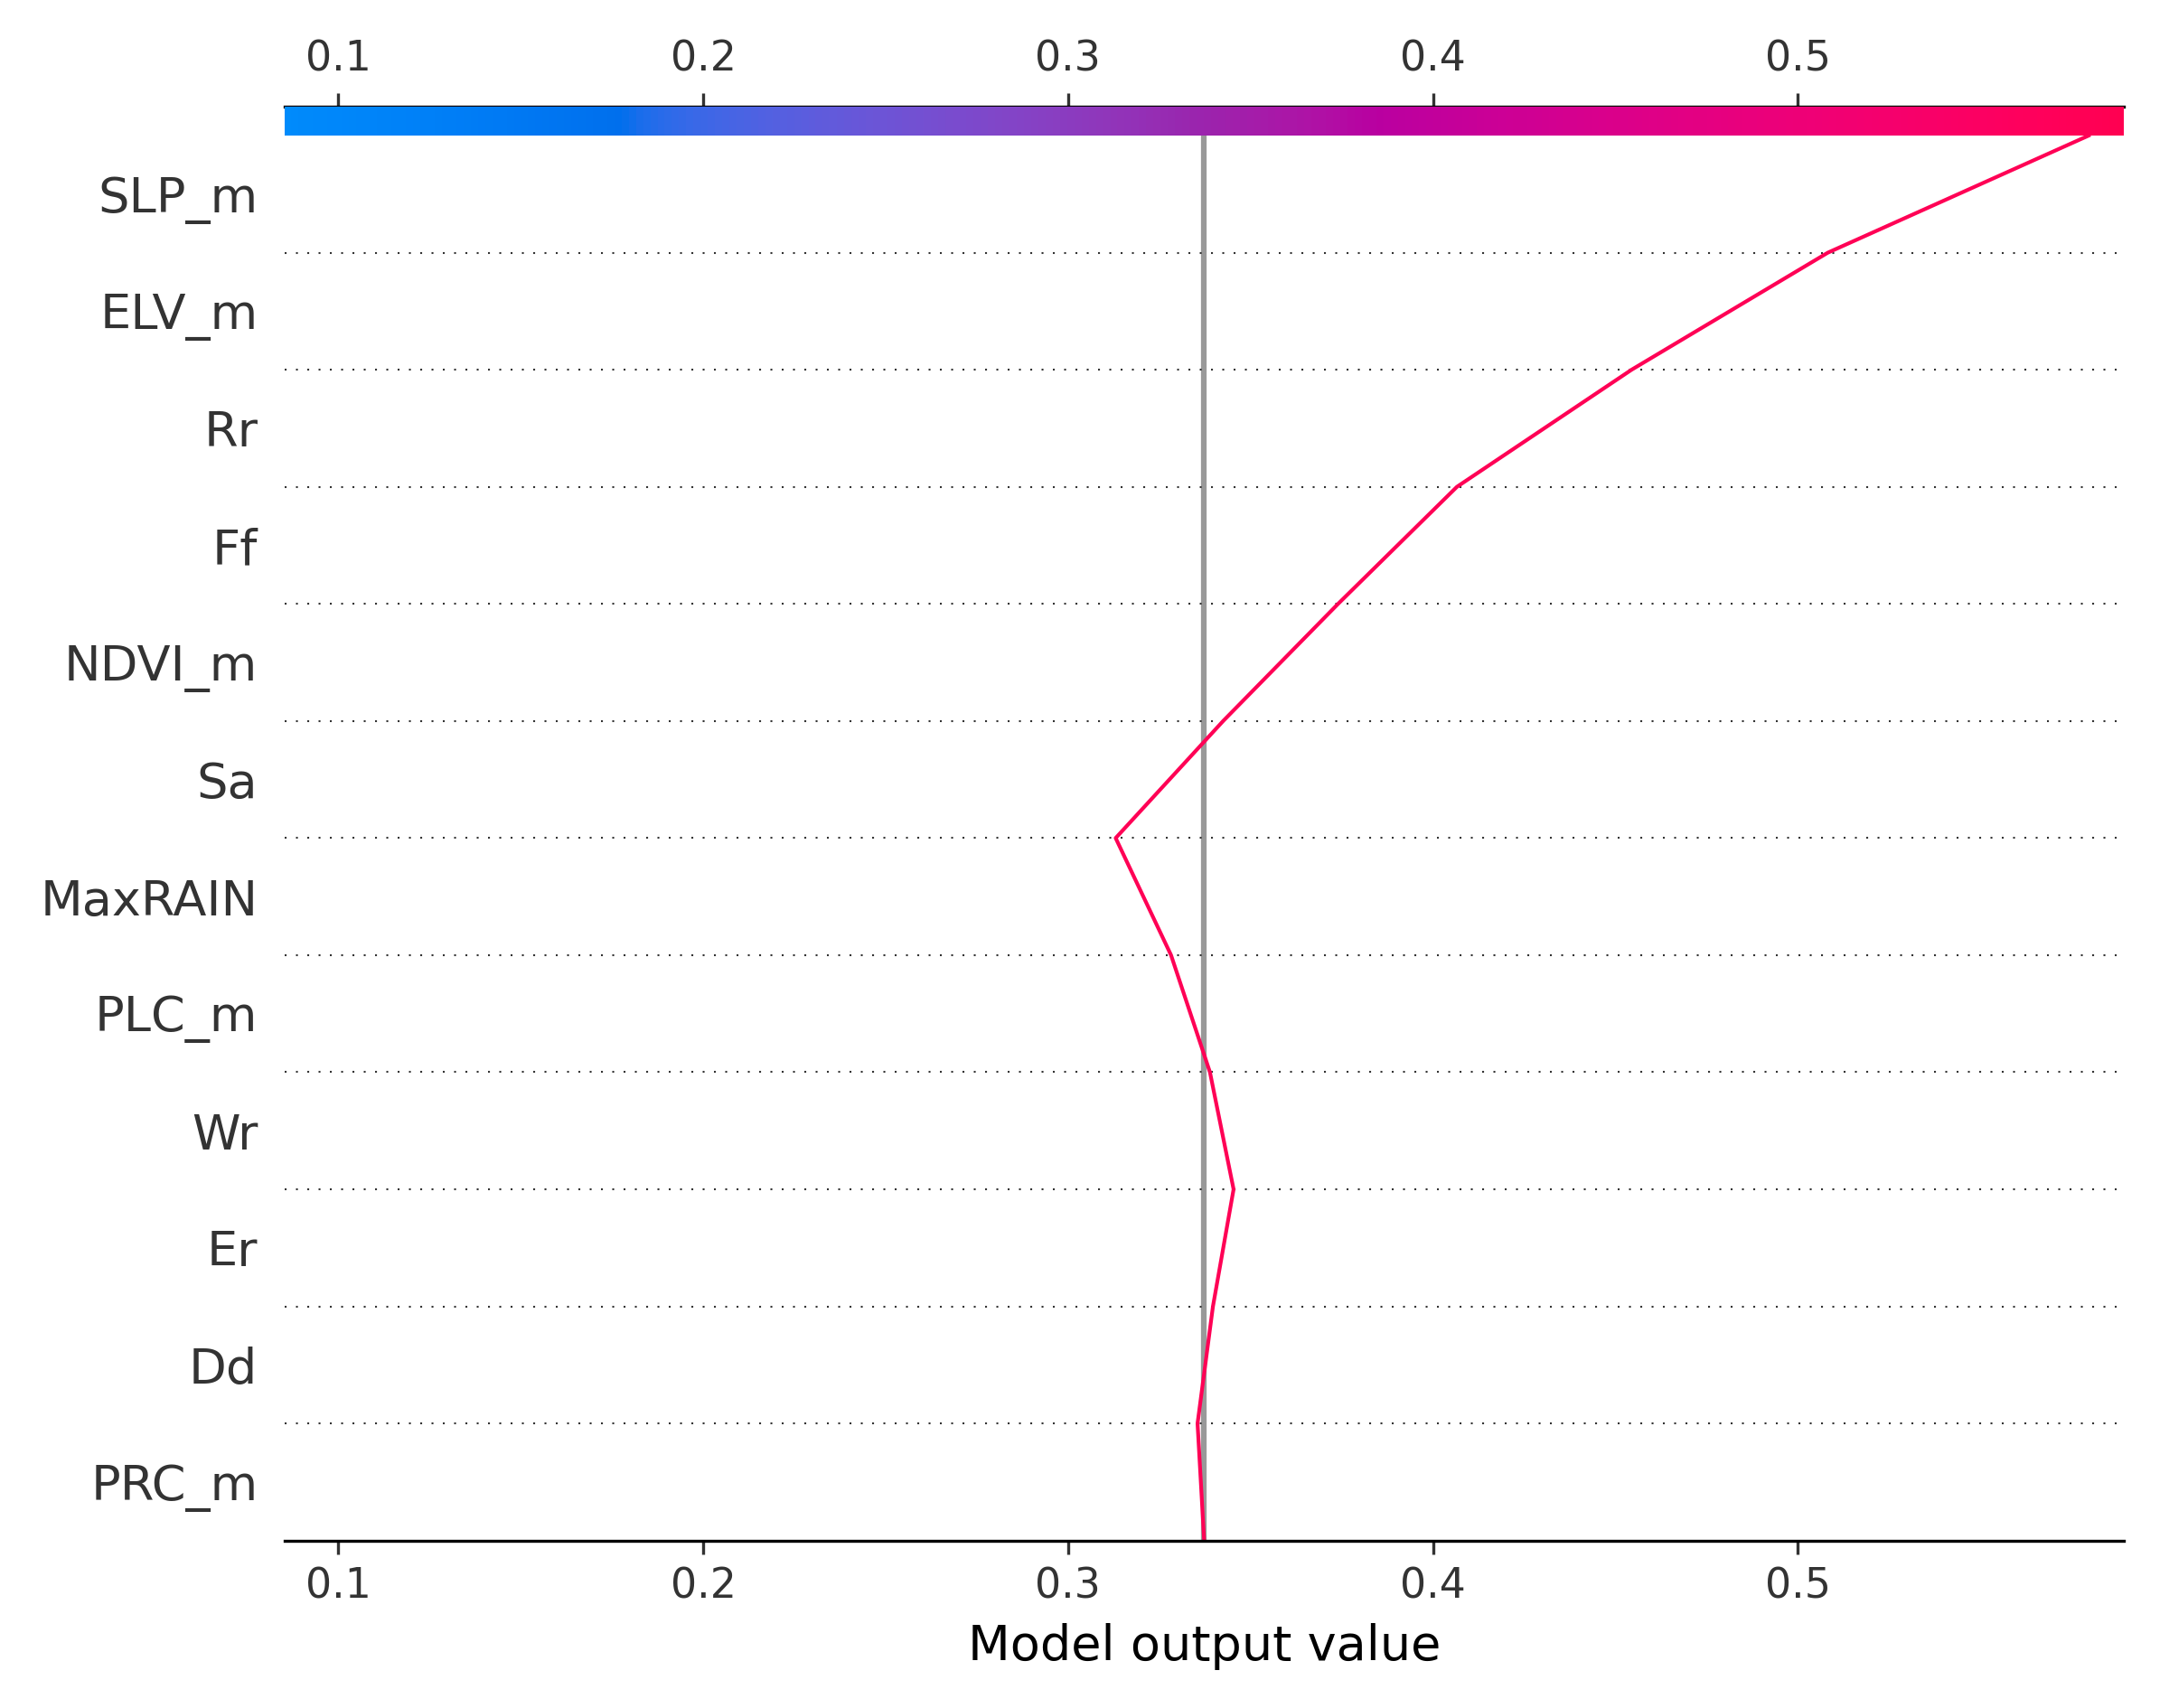 0.1 0.2 0.3 0.4 0.5
SLP_m
ELV_m
Rr
Ff
NDVI_m
Sa
MaxRAIN
PLC_m
Wr
Er
Dd
PRC_m
0.1 0.2 0.3 0.4 0.5
Model output value